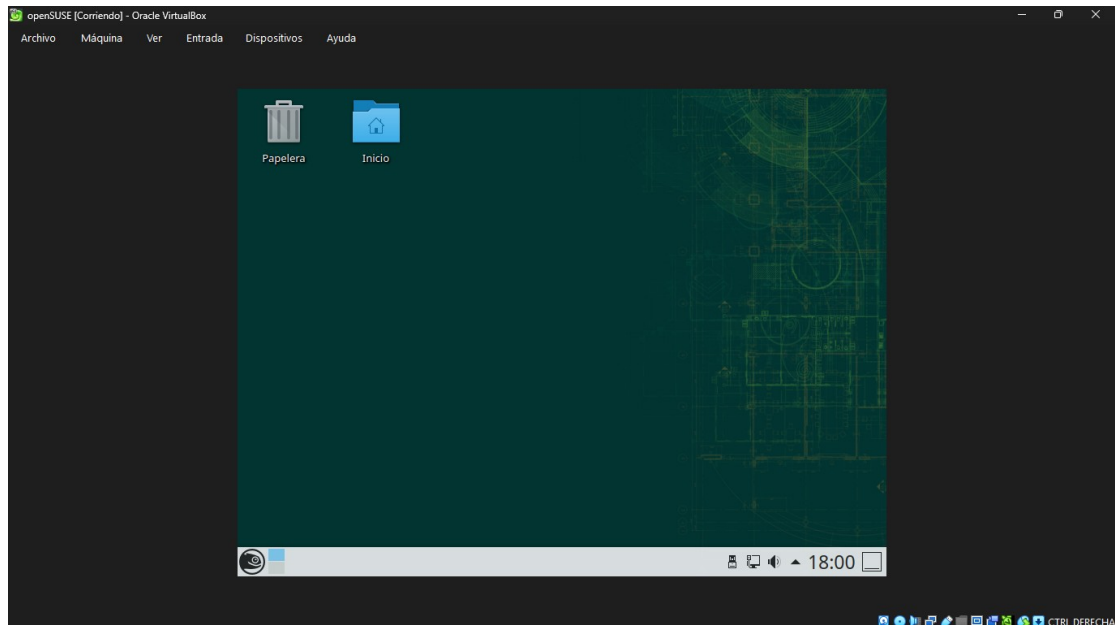 openSUSE [Corriendo] - Oracle VirtualBox
Archivo Máquina Ver Entrada Dispositivos Ayuda
Papelera Inicio
18:00
CTRL DERECHA